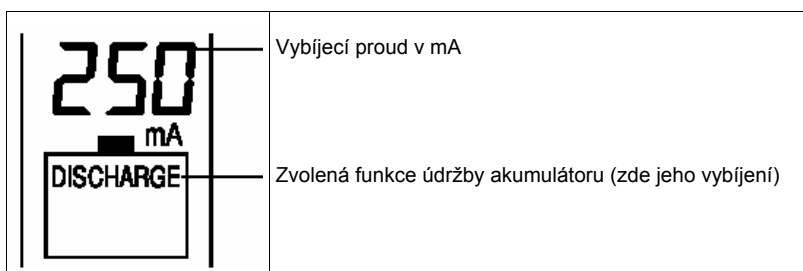 250
Vybíjecí proud v mA
mA
DISCHARGE
Zvolená funkce údržby akumulátoru (zde jeho vybíjení)